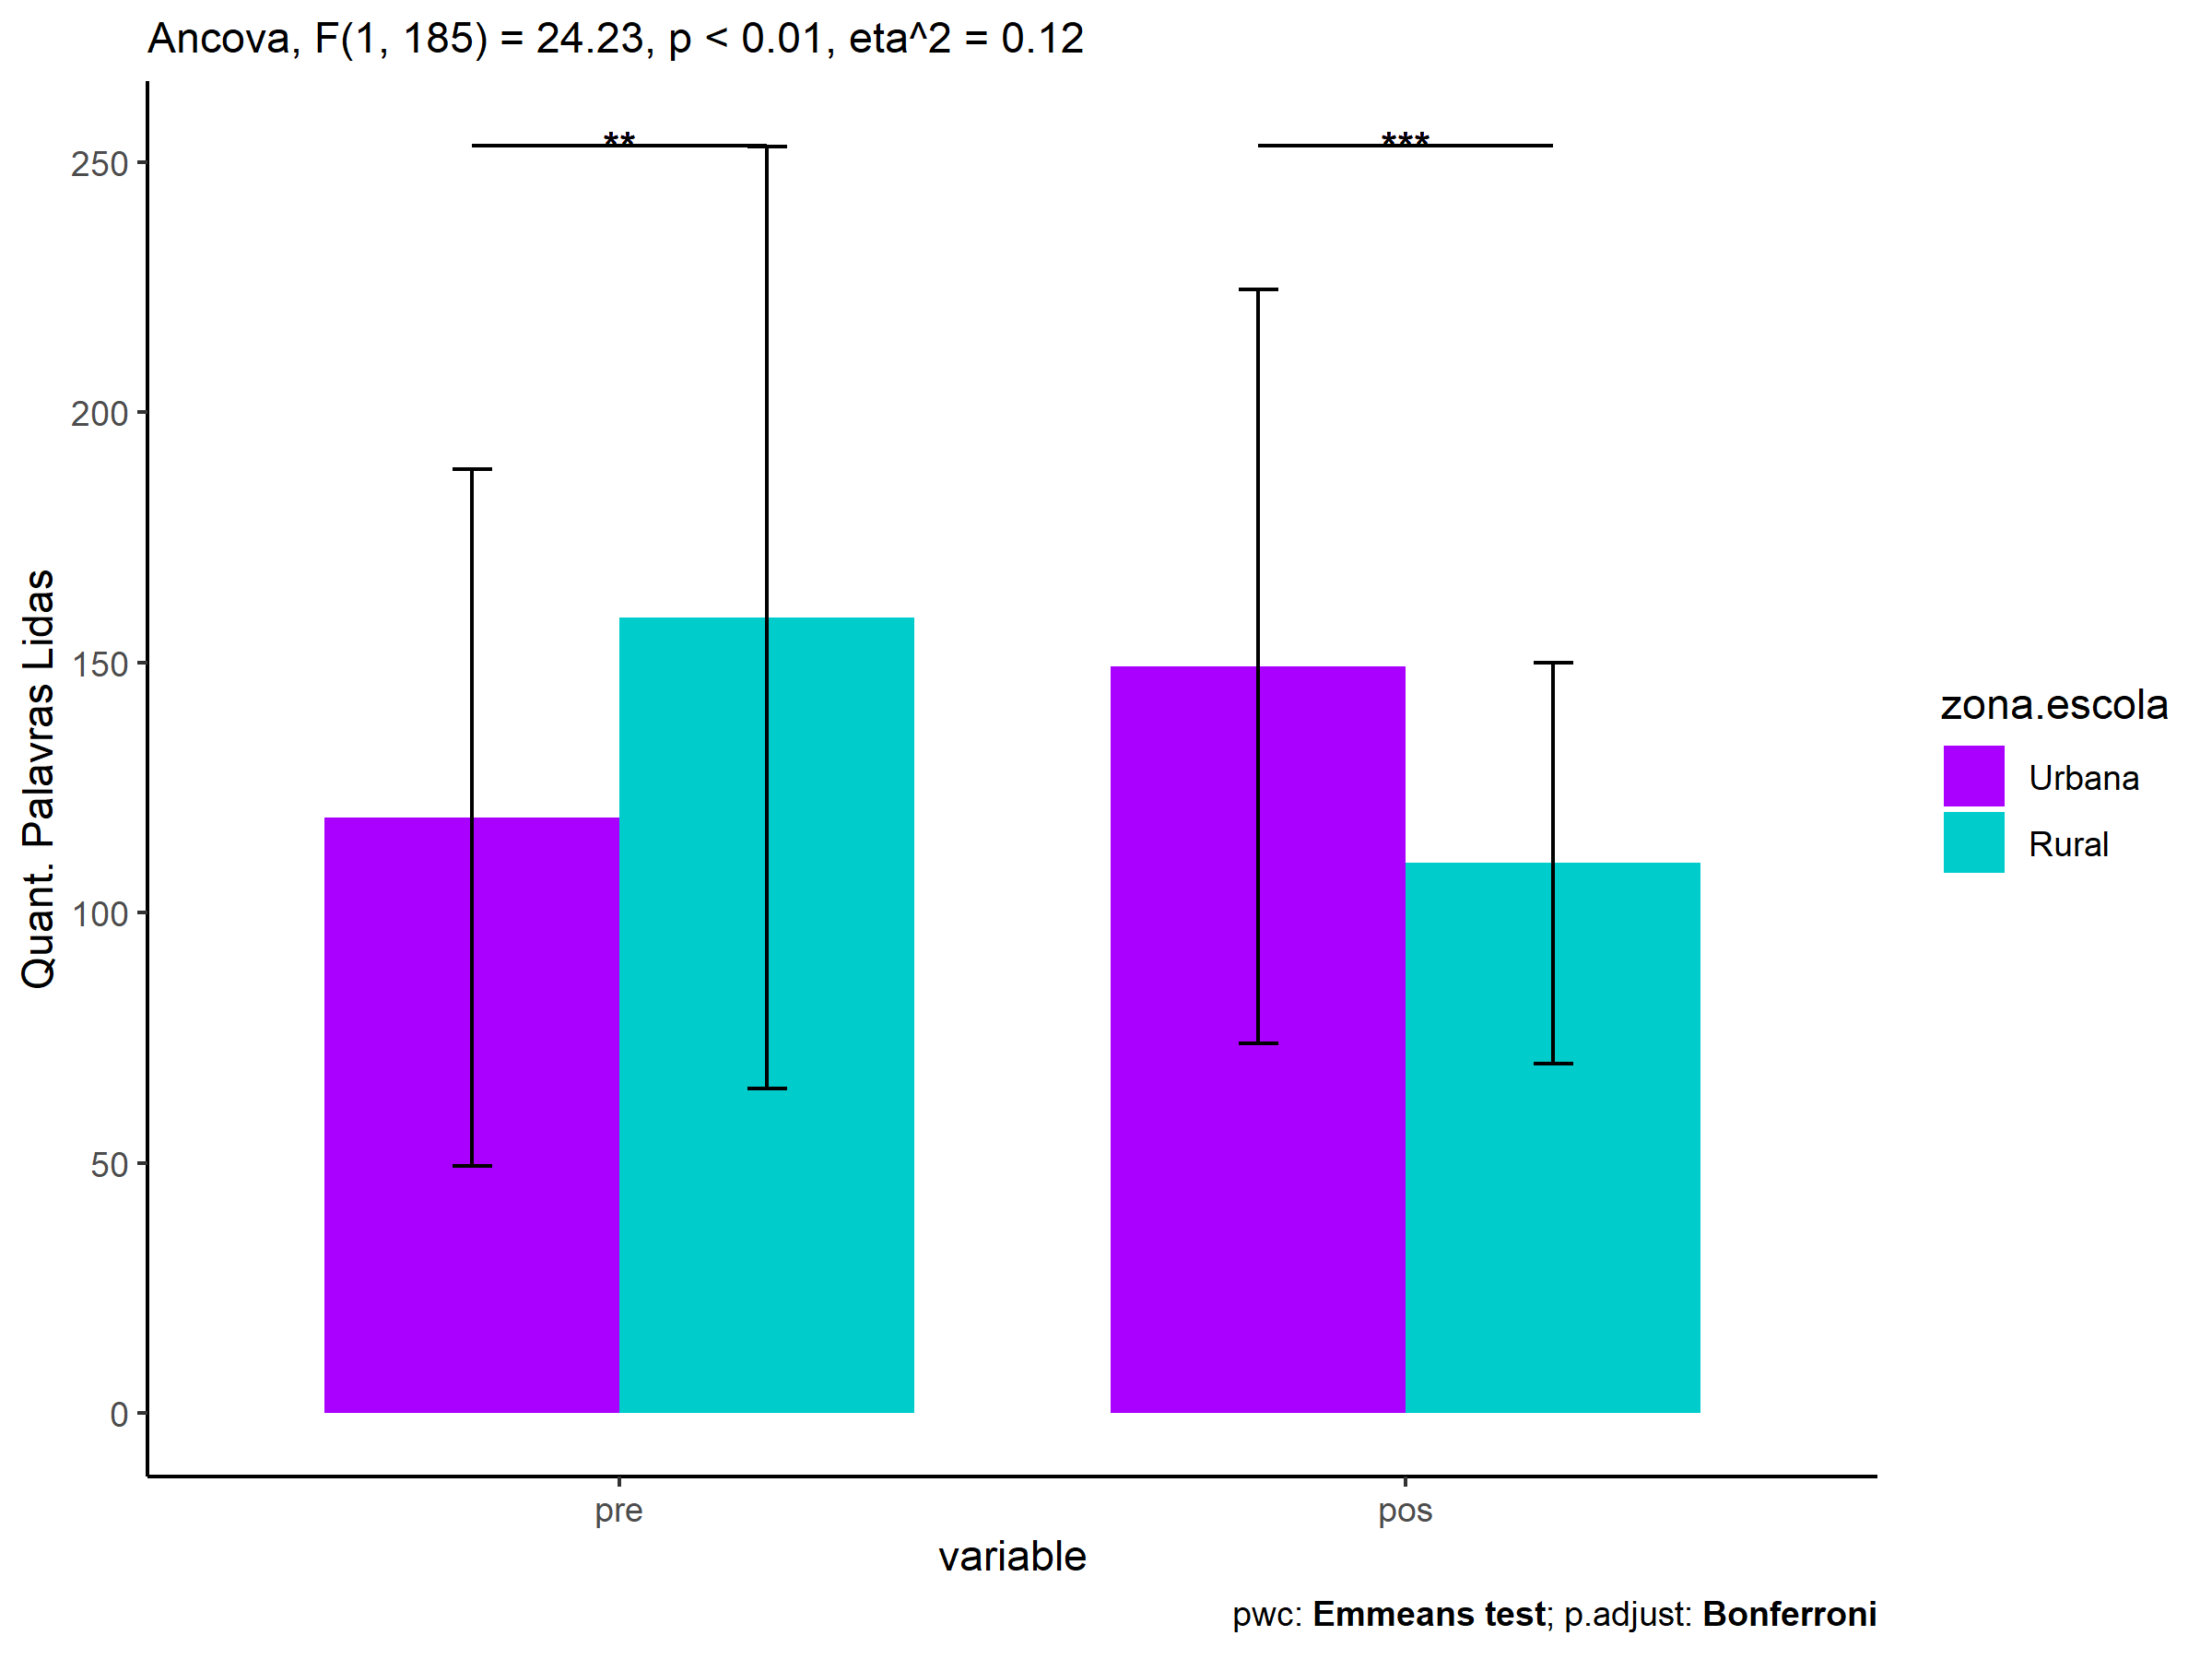 Ancova, F(1, 185) = 24.23, p < 0.01, eta^2 = 0.12
Quant. Palavras Lidas
250
200
150
100
50
0
**
***
pre
pos
variable
zona.escola
Urbana
Rural
pwc: Emmeans test; p.adjust: Bonferroni